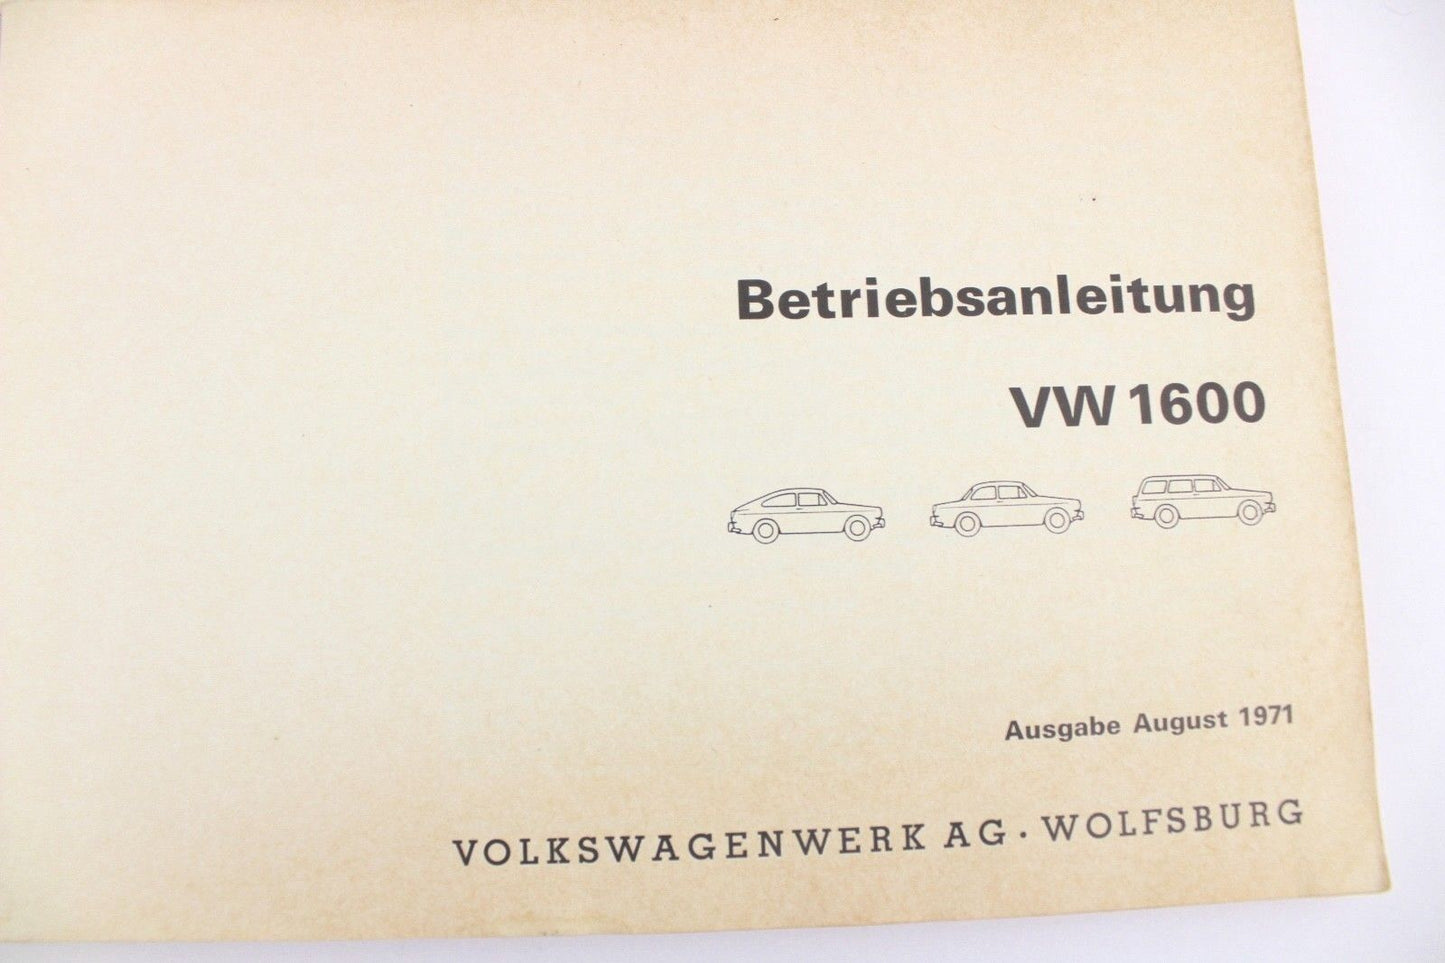 Betriebsanleitung
VW 1600
Ausgabe August 1971
VOLKSWAGENWERK AG · WOLFSBURG